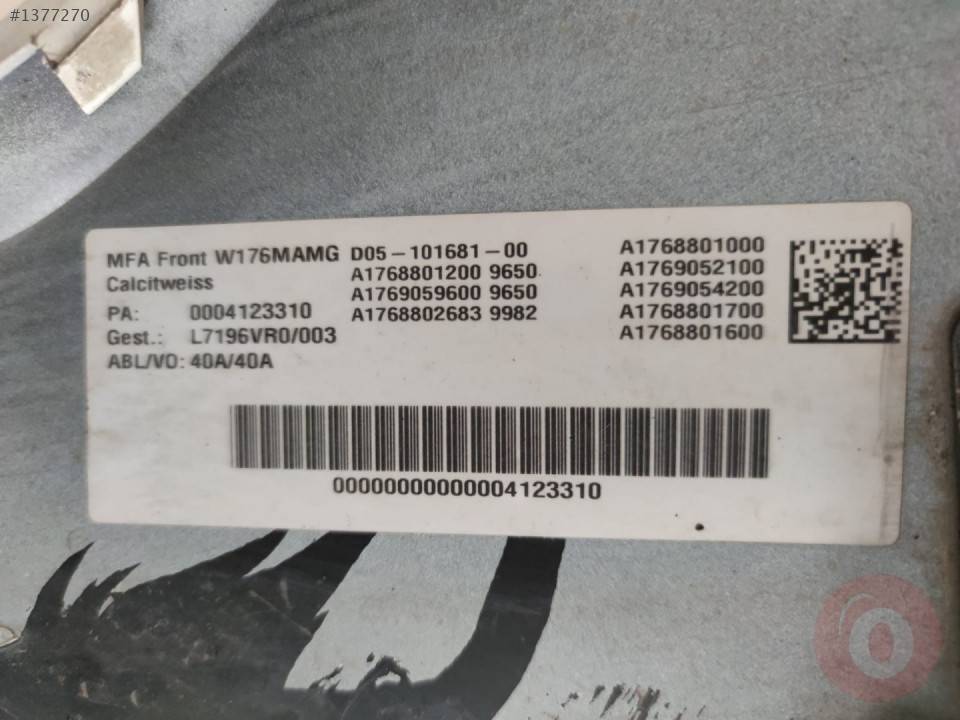 #1377270
MFA Front W176MAMG D05-101681-00
Calcitweiss
PA: 0004123310
Gest.: L7196VR0/003
ABL/VO: 40A/40A
A1768801200 9650
A1769059600 9650
A1768802683 9982
A1768801000
A1769052100
A1769054200
A1768801700
A1768801600
00000000000004123310